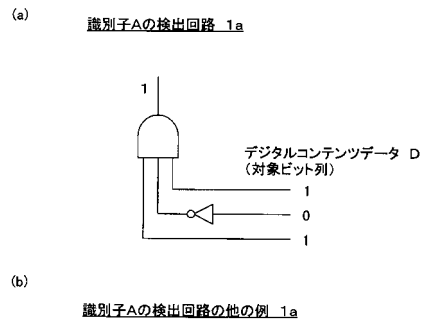 (a)
識別子Aの検出回路 1a
1
デジタルコンテンツデータ D
(対象ビット列)
1
0
1
(b)
識別子Aの検出回路の他の例 1a